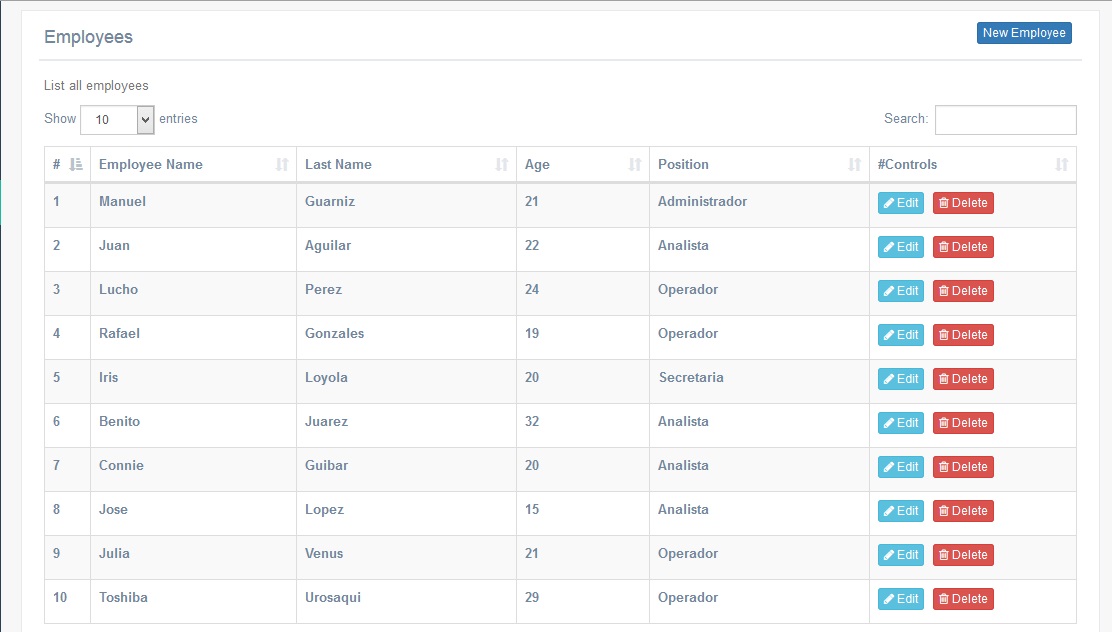 Employees
New Employee
List all employees
Show 10 entries
Search:
# Employee Name Last Name Age Position #Controls
1 Manuel Guarniz 21 Administrador Edit Delete
2 Juan Aguilar 22 Analista Edit Delete
3 Lucho Perez 24 Operador Edit Delete
4 Rafael Gonzales 19 Operador Edit Delete
5 Iris Loyola 20 Secretaria Edit Delete
6 Benito Juarez 32 Analista Edit Delete
7 Connie Guibar 20 Analista Edit Delete
8 Jose Lopez 15 Analista Edit Delete
9 Julia Venus 21 Operador Edit Delete
10 Toshiba Urosaqui 29 Operador Edit Delete